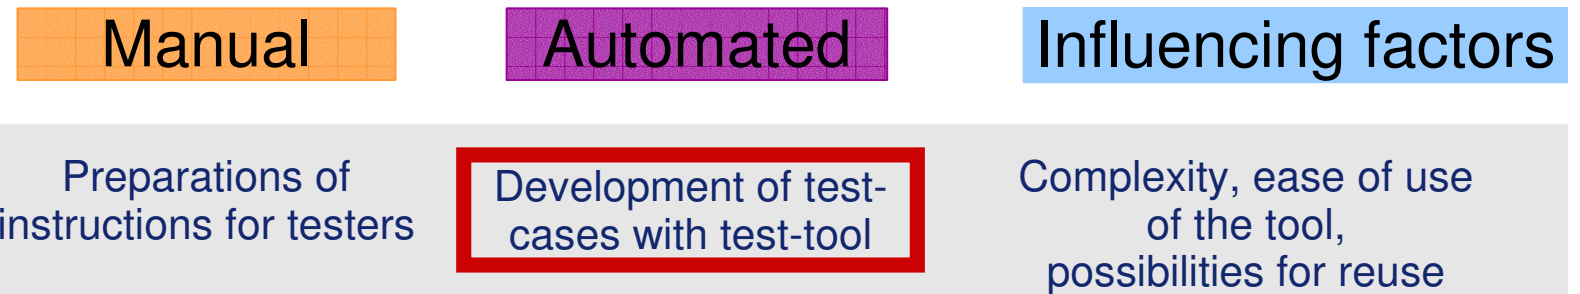 Manual
Automated
Influencing factors
Preparations of
instructions for testers
Development of test-
cases with test-tool
Complexity, ease of use
of the tool,
possibilities for reuse